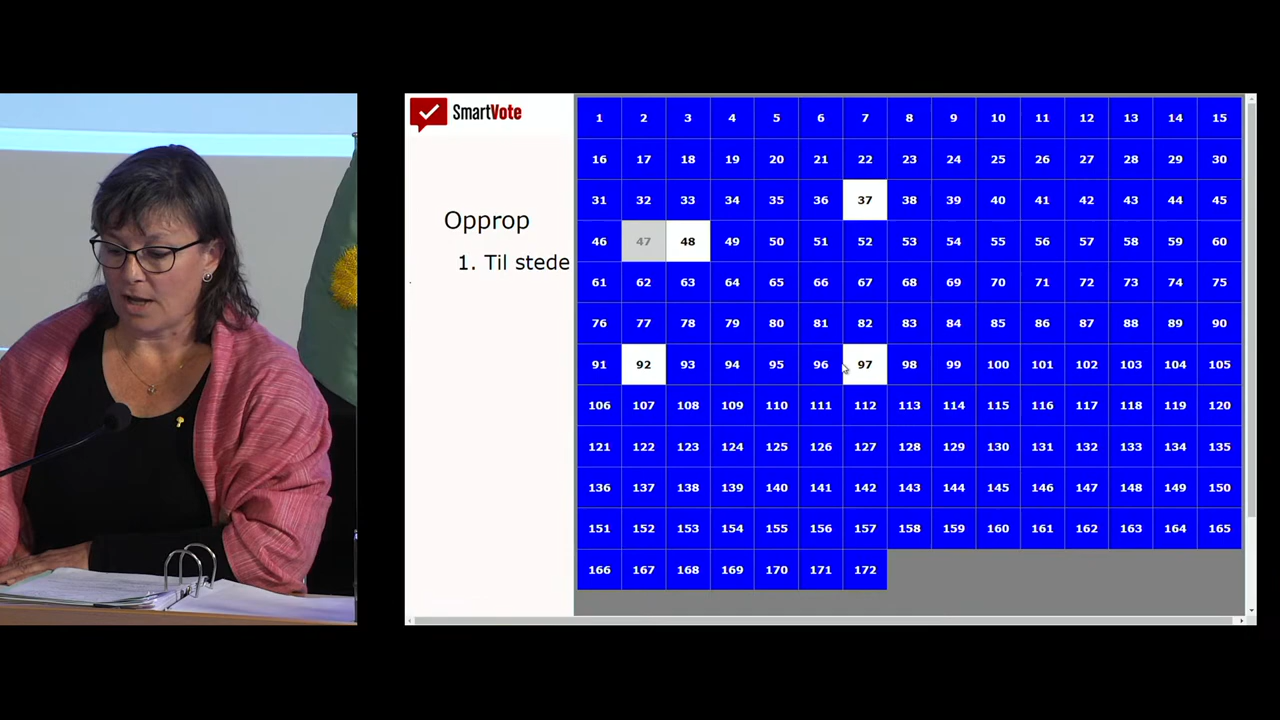 SmartVote
Opprop
1. Til stede
1 2 3 4 5 6 7 8 9 10 11 12 13 14 15
16 17 18 19 20 21 22 23 24 25 26 27 28 29 30
31 32 33 34 35 36 37 38 39 40 41 42 43 44 45
46 47 48 49 50 51 52 53 54 55 56 57 58 59 60
61 62 63 64 65 66 67 68 69 70 71 72 73 74 75
76 77 78 79 80 81 82 83 84 85 86 87 88 89 90
91 92 93 94 95 96 97 98 99 100 101 102 103 104 105
106 107 108 109 110 111 112 113 114 115 116 117 118 119 120
121 122 123 124 125 126 127 128 129 130 131 132 133 134 135
136 137 138 139 140 141 142 143 144 145 146 147 148 149 150
151 152 153 154 155 156 157 158 159 160 161 162 163 164 165
166 167 168 169 170 171 172